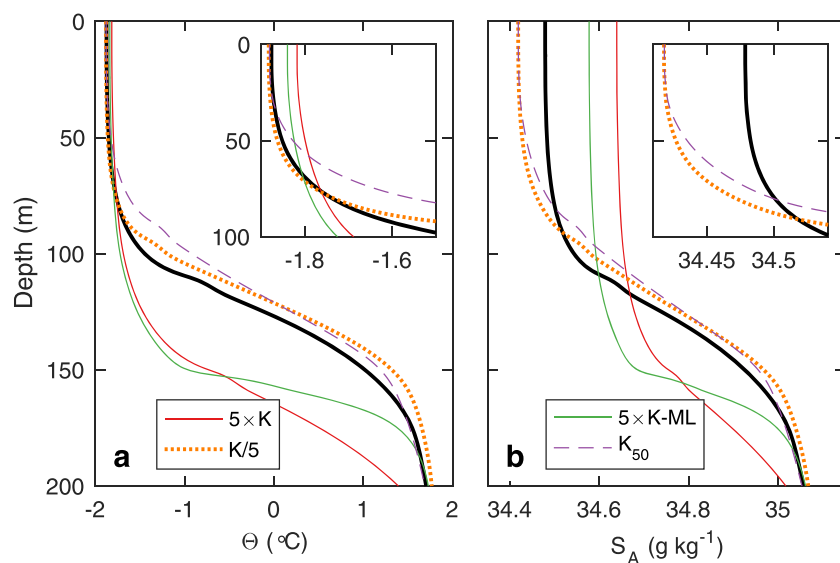 0
50
100
150
200
Depth (m)
-2
-1
0
1
2
Θ (°C)
0
50
100
-1.8
-1.6
5×K
K/5
a
34.4
34.6
34.8
35
S_A (g kg⁻¹)
34.45
34.5
5×K-ML
K₅₀
b